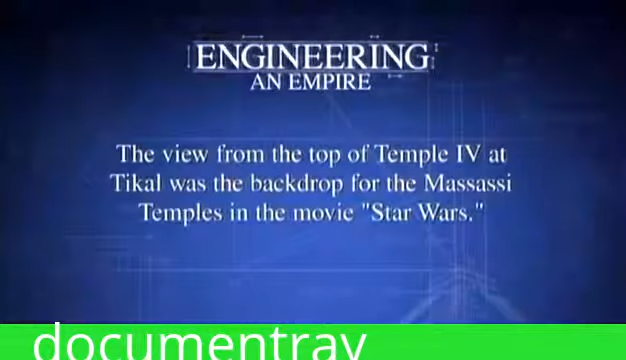 ENGINEERING
AN EMPIRE
The view from the top of Temple IV at
Tikal was the backdrop for the Massassi
Temples in the movie "Star Wars."
documentray